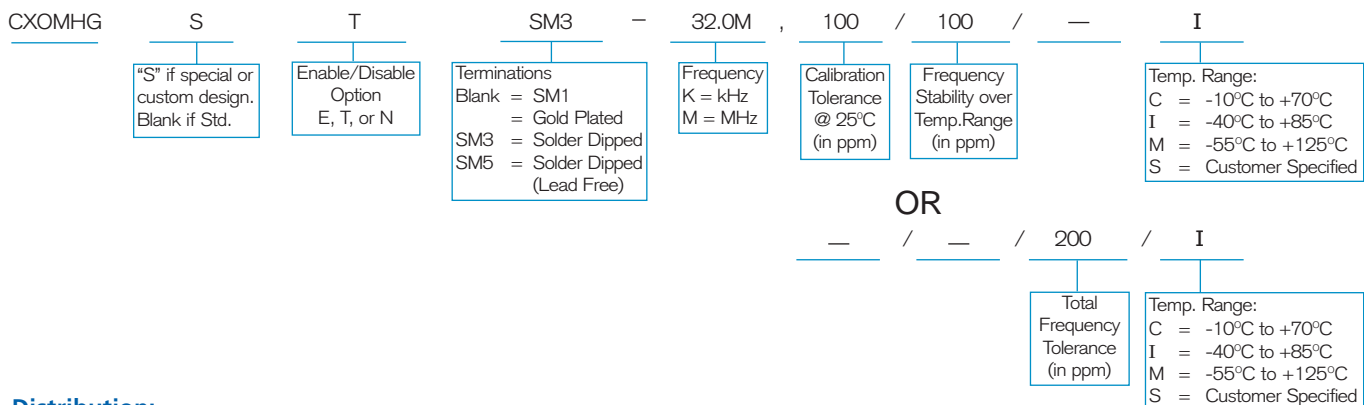 CXOMHG S T SM3 – 32.0M , 100 / 100 / — I
“S” if special or
custom design.
Blank if Std.
Enable/Disable
Option
E, T, or N
Terminations
Blank = SM1
= Gold Plated
SM3 = Solder Dipped
SM5 = Solder Dipped
(Lead Free)
Frequency
K = kHz
M = MHz
Calibration
Tolerance
@ 25ºC
(in ppm)
Frequency
Stability over
Temp.Range
(in ppm)
Temp. Range:
C = -10ºC to +70ºC
I = -40ºC to +85ºC
M = -55ºC to +125ºC
S = Customer Specified
OR
— / — / 200 / I
Total
Frequency
Tolerance
(in ppm)
Temp. Range:
C = -10ºC to +70ºC
I = -40ºC to +85ºC
M = -55ºC to +125ºC
S = Customer Specified
Distribution: